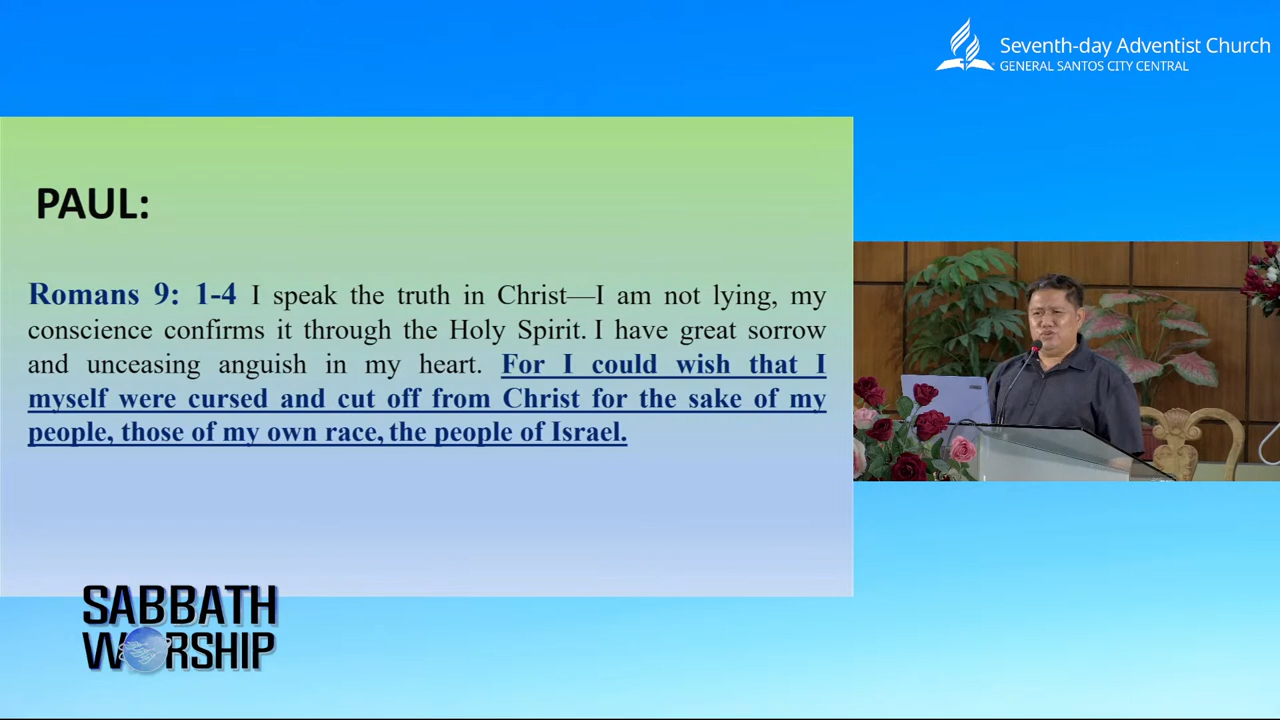 Seventh-day Adventist Church
GENERAL SANTOS CITY CENTRAL
PAUL:
Romans 9: 1-4 I speak the truth in Christ—I am not lying, my
conscience confirms it through the Holy Spirit. I have great sorrow
and unceasing anguish in my heart. For I could wish that I
myself were cursed and cut off from Christ for the sake of my
people, those of my own race, the people of Israel.
SABBATH
WORSHIP